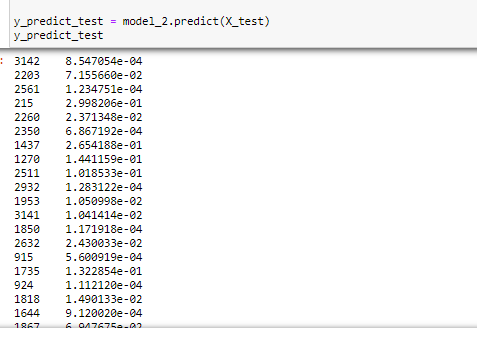 y_predict_test = model_2.predict(X_test)
y_predict_test
: 3142 8.547054e-04
2203 7.155660e-02
2561 1.234751e-04
215 2.998206e-01
2260 2.371348e-02
2350 6.867192e-04
1437 2.654188e-01
1270 1.441159e-01
2511 1.018533e-01
2932 1.283122e-04
1953 1.050998e-02
3141 1.041414e-02
1850 1.171918e-04
2632 2.430033e-02
915 5.600919e-04
1735 1.322854e-01
924 1.112120e-04
1818 1.490133e-02
1644 9.120020e-04
1867 6.947675e-02